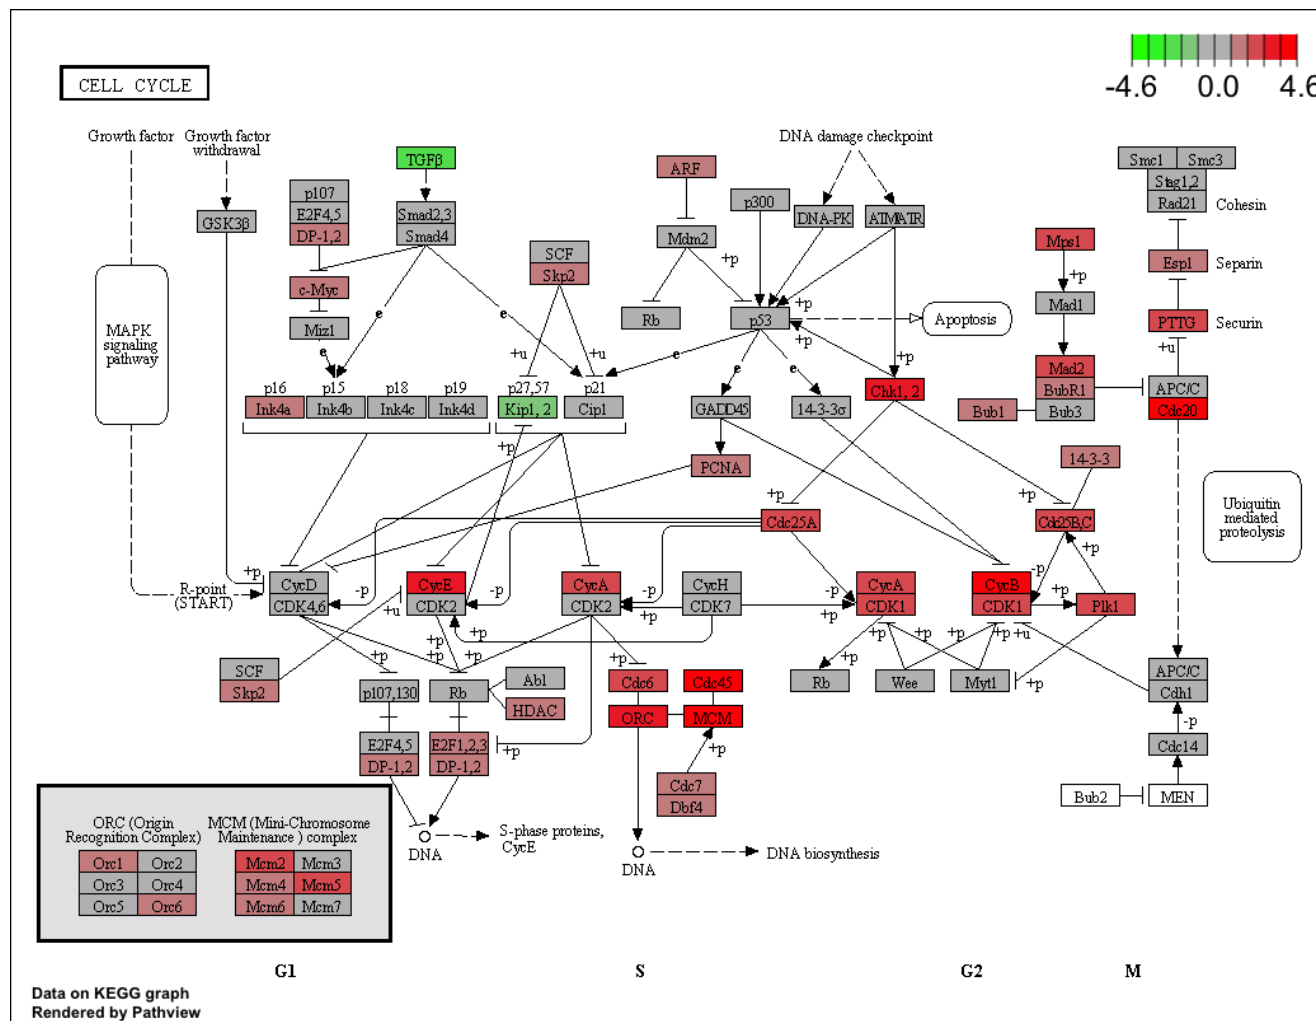 -4.6 0.0 4.6
CELL CYCLE
Growth factor
Growth factor
withdrawal
DNA damage checkpoint
TGFβ
ARF
Smc1 Smc3
Stag1,2
Rad21
Cohesin
p107
E2F4,5
DP-1,2
GSK3β
Smad2,3
Smad4
p300
DNA-PK
ATM/ATR
Mdm2
+p
SCF
Skp2
Mps1
+p
Esp1
Separin
c-Myc
Mad1
Miz1
e
e
e
Rb
p53
+p
+p
Apoptosis
PTTG
Securin
+u
MAPK
signaling
pathway
+u
+u
e
e
e
+p
Mad2
BubR1
Bub3
Bub1
APC/C
Cdc20
p16
Ink4a
p15
Ink4b
p18
Ink4c
p19
Ink4d
p27,57
Kip1, 2
p21
Cip1
GADD45
14-3-3σ
Chk1, 2
+p
PCNA
14-3-3
+p
+p
Cdc25A
Cdc25B,C
Ubiquitin
mediated
proteolysis
+p
R-point
(START)
CycD
CDK4,6
-p
+u
CycE
CDK2
-p
CycA
CDK2
-p
+p
CycH
CDK7
+p
-p
CycA
CDK1
CycB
CDK1
-p
+p
+p
Plk1
+p
+p
+p
+p
+p
+p
+p
+p
+p
+u
SCF
Skp2
p107,130
Rb
Abl
HDAC
Cdc6
Cdc45
ORC
MCM
Rb
Wee
Myt1
+p
APC/C
Cdh1
-p
E2F4,5
DP-1,2
E2F1,2,3
DP-1,2
+p
+p
Cdc7
Dbf4
Cdc14
Bub2
MEN
DNA
S-phase proteins,
CycE
DNA
DNA biosynthesis
ORC (Origin
Recognition Complex)
MCM (Mini-Chromosome
Maintenance ) complex
Orc1 Orc2 Mcm2 Mcm3
Orc3 Orc4 Mcm4 Mcm5
Orc5 Orc6 Mcm6 Mcm7
G1 S G2 M
Data on KEGG graph
Rendered by Pathview